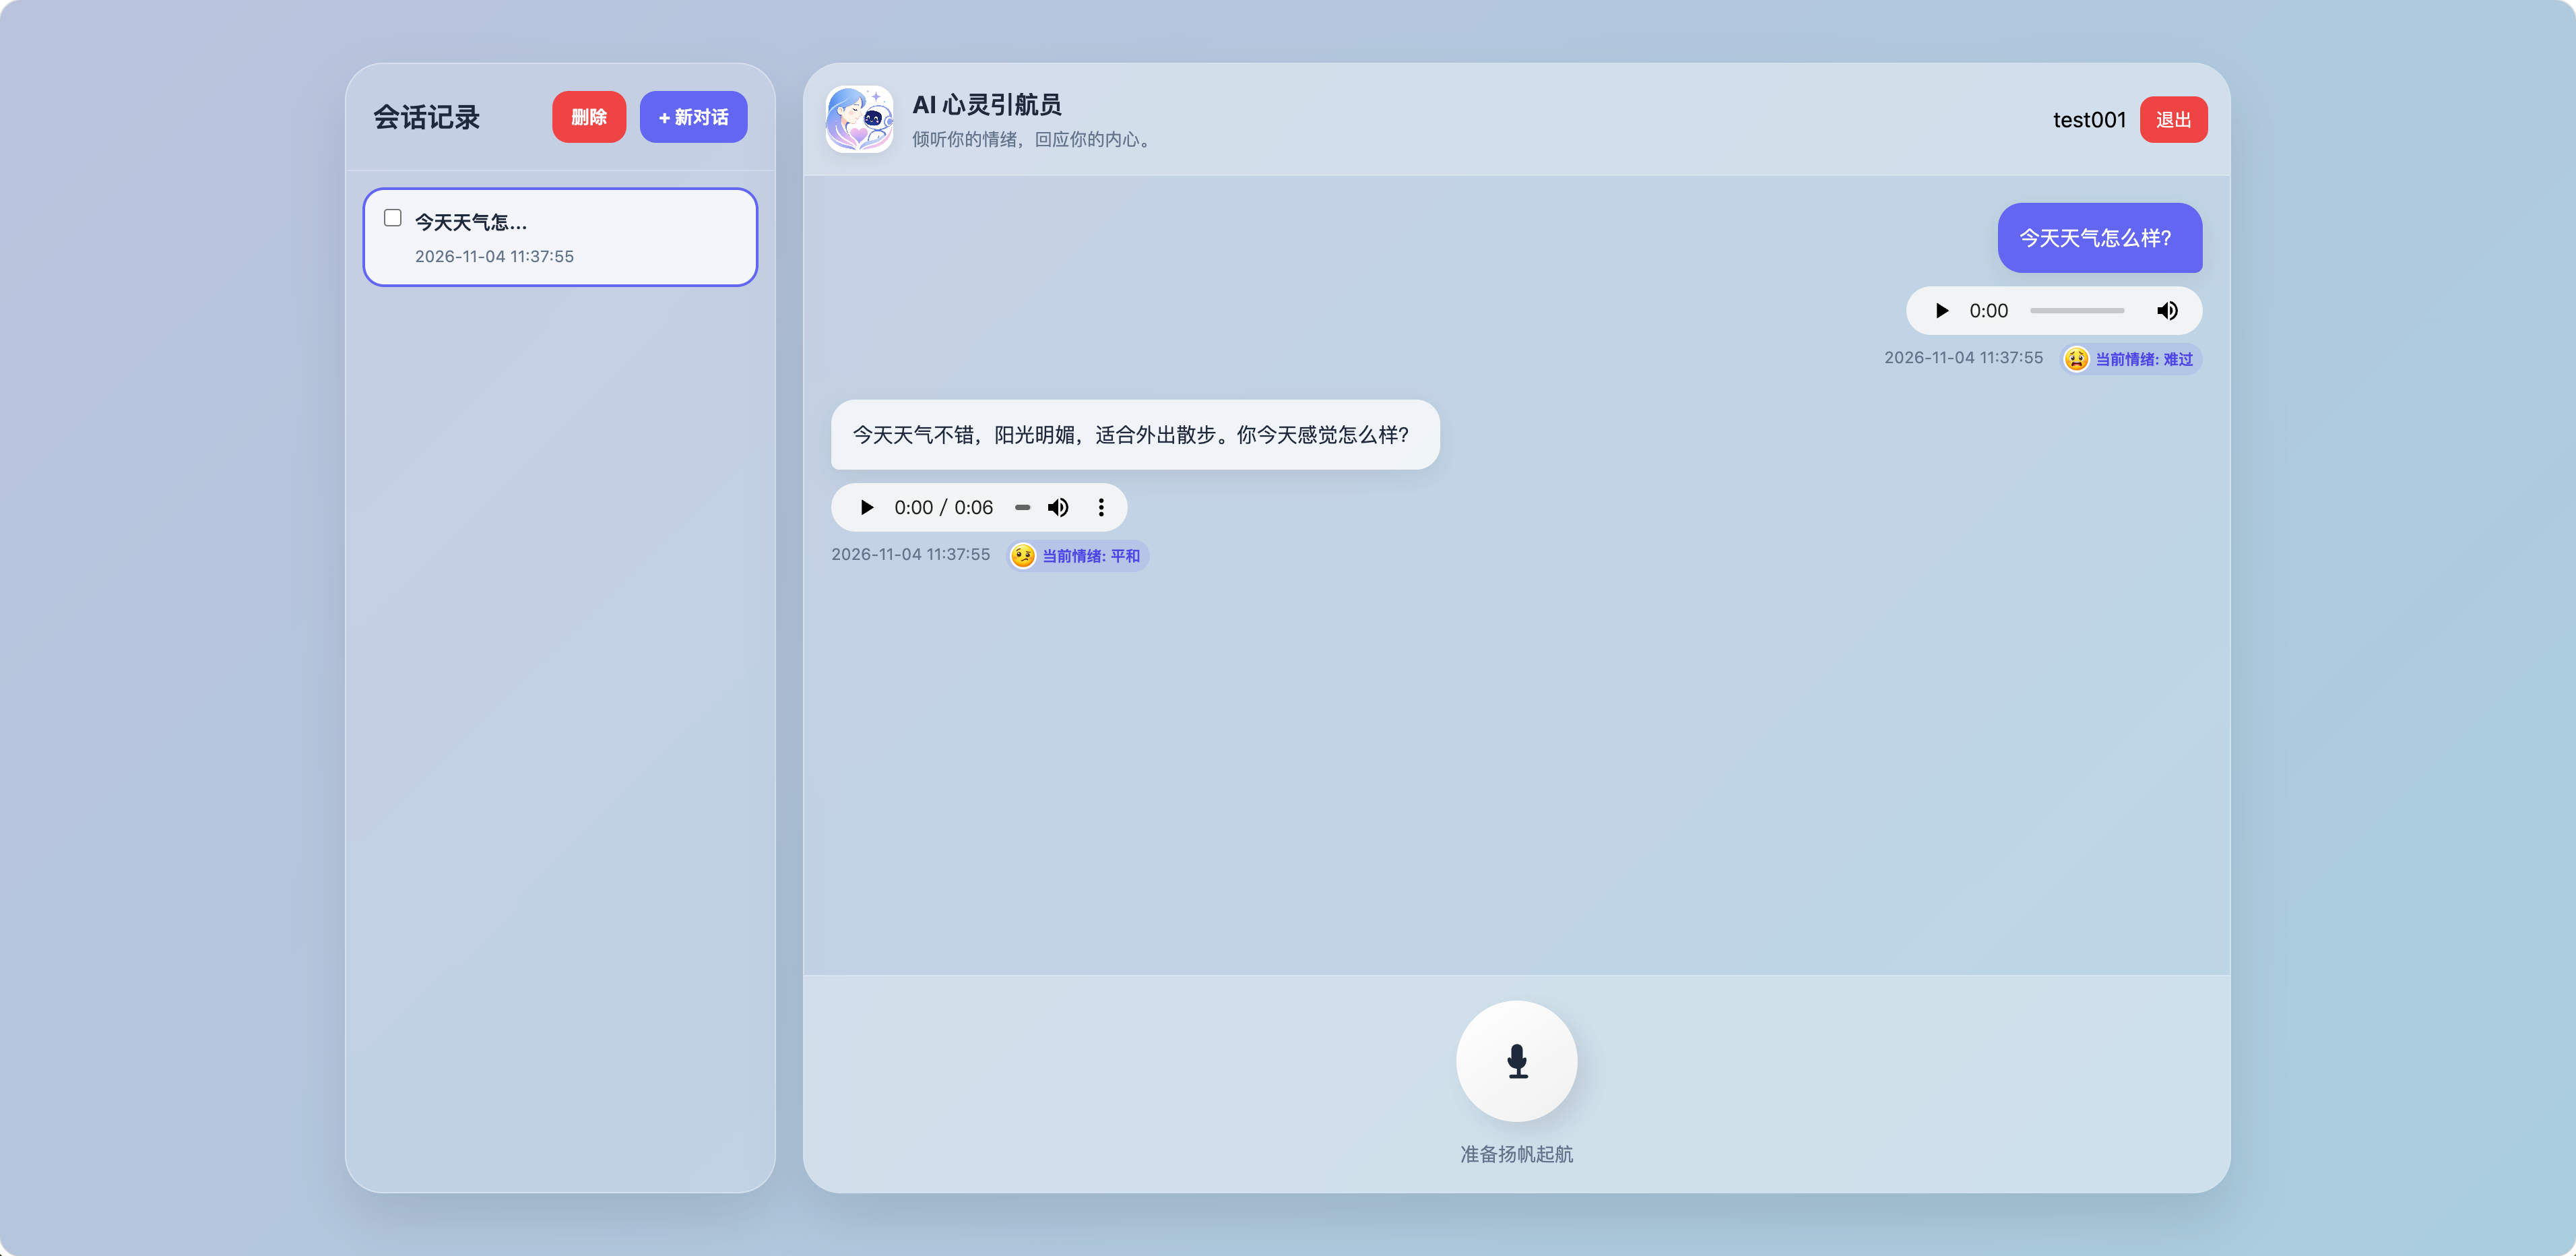 会话记录
删除
+ 新对话
今天天气怎...
2026-11-04 11:37:55
AI 心灵引航员
倾听你的情绪，回应你的内心。
test001
退出
今天天气怎么样?
0:00
2026-11-04 11:37:55
当前情绪: 难过
今天天气不错，阳光明媚，适合外出散步。你今天感觉怎么样?
0:00 / 0:06
2026-11-04 11:37:55
当前情绪: 平和
准备扬帆起航